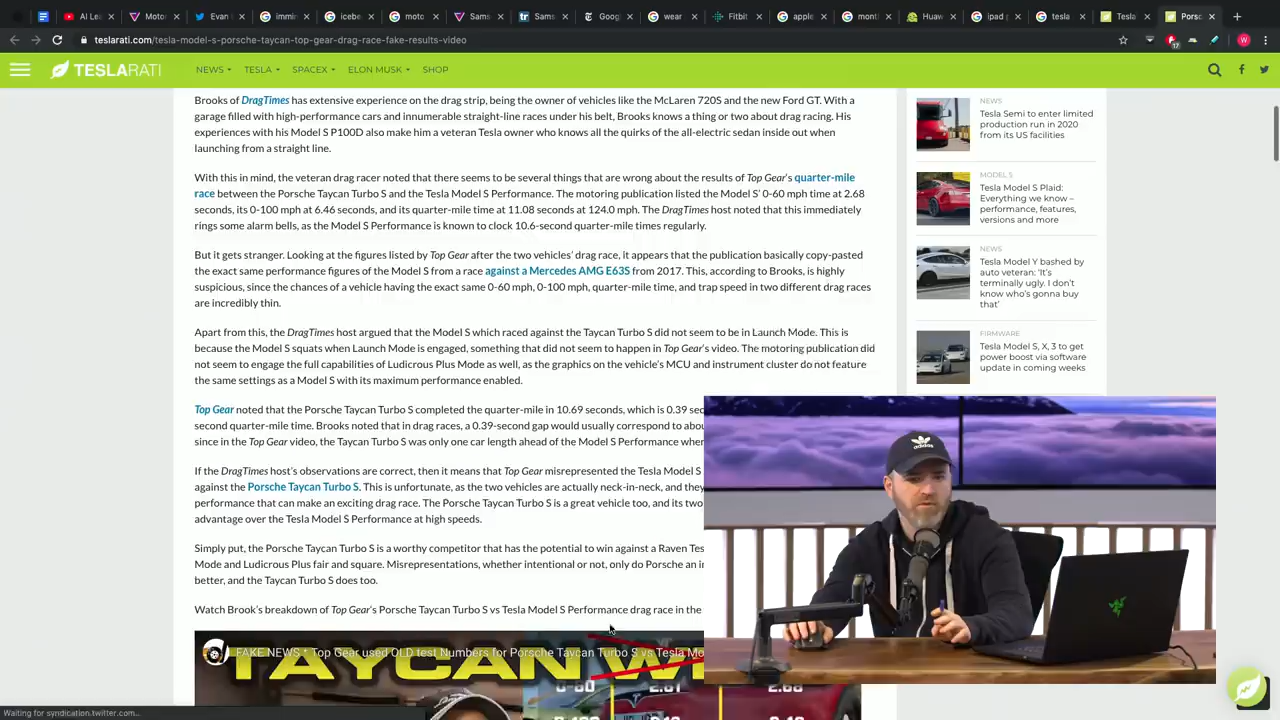 AI Le
Motor
Evan
immi
icebe
moto
Sams
Sams
Googl
wear
Fitbit
apple
mont
Huaw
ipad p
tesla
Tesla
Porsc
teslarati.com/tesla-model-s-porsche-taycan-top-gear-drag-race-fake-results-video
17
W
TESLARATI
NEWS TESLA SPACEX ELON MUSK SHOP
Brooks of DragTimes has extensive experience on the drag strip, being the owner of vehicles like the McLaren 720S and the new Ford GT. With a
garage filled with high-performance cars and innumerable straight-line races under his belt, Brooks knows a thing or two about drag racing. His
experiences with his Model S P100D also make him a veteran Tesla owner who knows all the quirks of the all-electric sedan inside out when
launching from a straight line.
With this in mind, the veteran drag racer noted that there seems to be several things that are wrong about the results of Top Gear's quarter-mile
race between the Porsche Taycan Turbo S and the Tesla Model S Performance. The motoring publication listed the Model S' 0-60 mph time at 2.68
seconds, its 0-100 mph at 6.46 seconds, and its quarter-mile time at 11.08 seconds at 124.0 mph. The DragTimes host noted that this immediately
rings some alarm bells, as the Model S Performance is known to clock 10.6-second quarter-mile times regularly.
But it gets stranger. Looking at the figures listed by Top Gear after the two vehicles' drag race, it appears that the publication basically copy-pasted
the exact same performance figures of the Model S from a race against a Mercedes AMG E63S from 2017. This, according to Brooks, is highly
suspicious, since the chances of a vehicle having the exact same 0-60 mph, 0-100 mph, quarter-mile time, and trap speed in two different drag races
are incredibly thin.
Apart from this, the DragTimes host argued that the Model S which raced against the Taycan Turbo S did not seem to be in Launch Mode. This is
because the Model S squats when Launch Mode is engaged, something that did not seem to happen in Top Gear's video. The motoring publication did
not seem to engage the full capabilities of Ludicrous Plus Mode as well, as the graphics on the vehicle's MCU and instrument cluster do not feature
the same settings as a Model S with its maximum performance enabled.
Top Gear noted that the Porsche Taycan Turbo S completed the quarter-mile in 10.69 seconds, which is 0.39 sec
second quarter-mile time. Brooks noted that in drag races, a 0.39-second gap would usually correspond to abou
since in the Top Gear video, the Taycan Turbo S was only one car length ahead of the Model S Performance wher
If the DragTimes host's observations are correct, then it means that Top Gear misrepresented the Tesla Model S
against the Porsche Taycan Turbo S. This is unfortunate, as the two vehicles are actually neck-in-neck, and they
performance that can make an exciting drag race. The Porsche Taycan Turbo S is a great vehicle too, and its two
advantage over the Tesla Model S Performance at high speeds.
Simply put, the Porsche Taycan Turbo S is a worthy competitor that has the potential to win against a Raven Tes
Mode and Ludicrous Plus fair and square. Misrepresentations, whether intentional or not, only do Porsche an in
better, and the Taycan Turbo S does too.
Watch Brook's breakdown of Top Gear's Porsche Taycan Turbo S vs Tesla Model S Performance drag race in the
FAKE NEWS * Top Gear used OLD test Numbers for Porsche Taycan Turbo S vs Tesla Mo
TAYCAN
0-60
2.68
NEWS
Tesla Semi to enter limited
production run in 2020
from its US facilities
MODEL S
Tesla Model S Plaid:
Everything we know –
performance, features,
versions and more
NEWS
Tesla Model Y bashed by
auto veteran: 'It's
terminally ugly. I don't
know who's gonna buy
that'
FIRMWARE
Tesla Model S, X, 3 to get
power boost via software
update in coming weeks
adidas
Waiting for syndication.twitter.com...